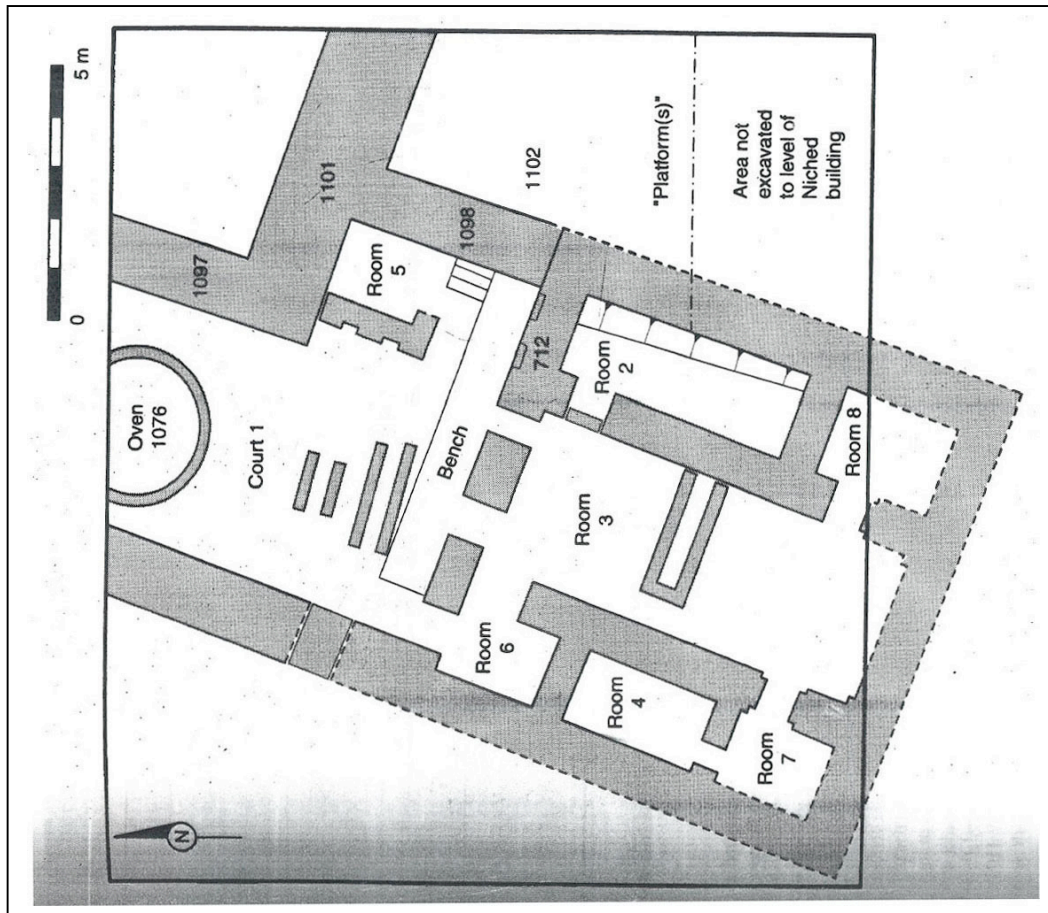 0
5 m
Oven
1076
N
1097
Court 1
1101
Room
5
Bench
1098
Room
6
1102
712
Room
3
Room
2
Room
4
"Platform(s)"
Area not
excavated
to level of
Niched
building
Room
7
Room 8